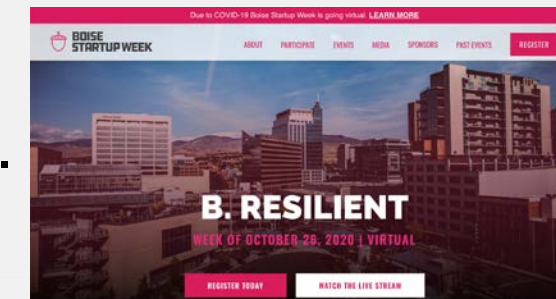 Due to COVID-19 Boise Startup Week is going virtual. LEARN MORE
BOISE
STARTUP WEEK
ABOUT PARTICIPATE EVENTS MEDIA SPONSORS PAST EVENTS REGISTER
B. RESILIENT
WEEK OF OCTOBER 26, 2020 | VIRTUAL
REGISTER TODAY WATCH THE LIVE STREAM